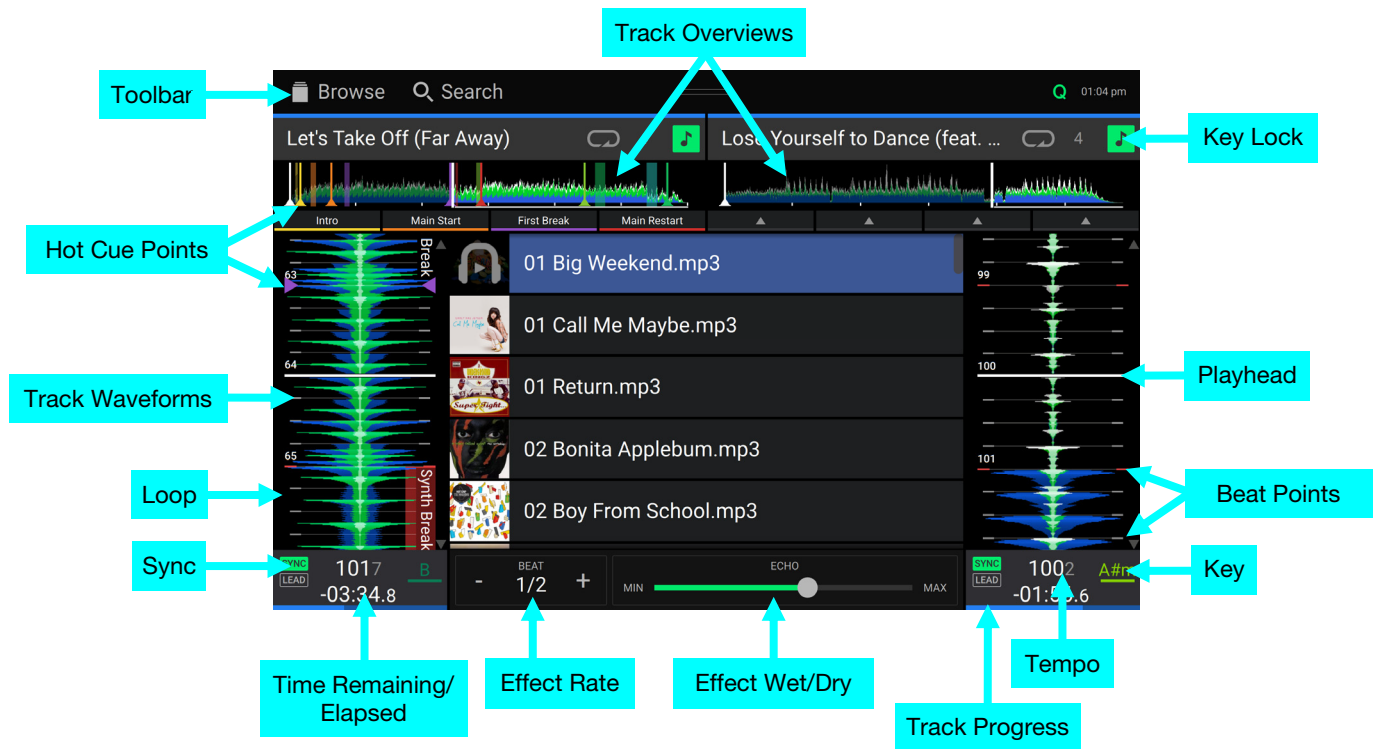 Track Overviews
Toolbar
Browse
Search
Q
01:04 pm
Let's Take Off (Far Away)
Lose Yourself to Dance (feat. ...
4
Key Lock
Intro
Main Start
First Break
Main Restart
Hot Cue Points
Break
63
01 Big Weekend.mp3
99
01 Call Me Maybe.mp3
64
100
Playhead
Track Waveforms
01 Return.mp3
65
02 Bonita Applebum.mp3
101
Loop
Synth Break
02 Boy From School.mp3
Beat Points
Sync
SYNC
LEAD
1017
B
-03:34.8
BEAT
- 1/2 +
ECHO
MIN
MAX
SYNC
LEAD
1002
A#m
Key
Time Remaining/
Elapsed
Effect Rate
Effect Wet/Dry
Tempo
Track Progress